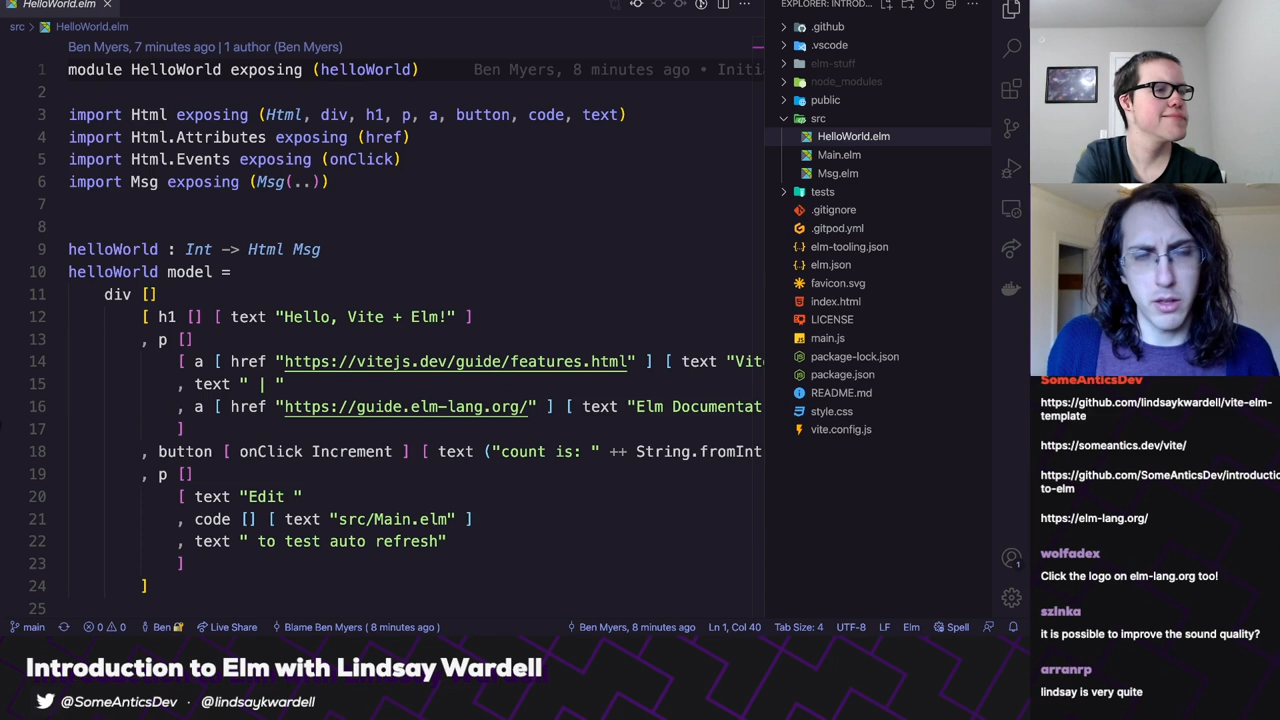 HelloWorld.elm
src > HelloWorld.elm
Ben Myers, 7 minutes ago | 1 author (Ben Myers)
1 module HelloWorld exposing (helloWorld) Ben Myers, 8 minutes ago • Initi
2
3 import Html exposing (Html, div, h1, p, a, button, code, text)
4 import Html.Attributes exposing (href)
5 import Html.Events exposing (onClick)
6 import Msg exposing (Msg(..))
7
8
9 helloWorld : Int -> Html Msg
10 helloWorld model =
11 div []
12 [ h1 [] [ text "Hello, Vite + Elm!" ]
13 , p []
14 [ a [ href "https://vitejs.dev/guide/features.html" ] [ text "Vit
15 , text " | "
16 , a [ href "https://guide.elm-lang.org/" ] [ text "Elm Documentat
17 ]
18 , button [ onClick Increment ] [ text ("count is: " ++ String.fromInt
19 , p []
20 [ text "Edit "
21 , code [] [ text "src/Main.elm" ]
22 , text " to test auto refresh"
23 ]
24 ]
25
EXPLORER: INTROD...
.github
.vscode
elm-stuff
node_modules
public
src
HelloWorld.elm
Main.elm
Msg.elm
tests
.gitignore
.gitpod.yml
elm-tooling.json
elm.json
favicon.svg
index.html
LICENSE
main.js
package-lock.json
package.json
README.md
style.css
vite.config.js
main 0 0 Ben Live Share Blame Ben Myers ( 8 minutes ago ) Ben Myers, 8 minutes ago Ln 1, Col 40 Tab Size: 4 UTF-8 LF Elm Spell
SomeAnticsDev
https://github.com/lindsaykwardell/vite-elm-
template
https://someantics.dev/vite/
https://github.com/SomeAnticsDev/introduction
to-elm
https://elm-lang.org/
wolfadex
Click the logo on elm-lang.org too!
szlnka
it is possible to improve the sound quality?
arranrp
lindsay is very quite
Introduction to Elm with Lindsay Wardell
@SomeAnticsDev · @lindsaykwardell